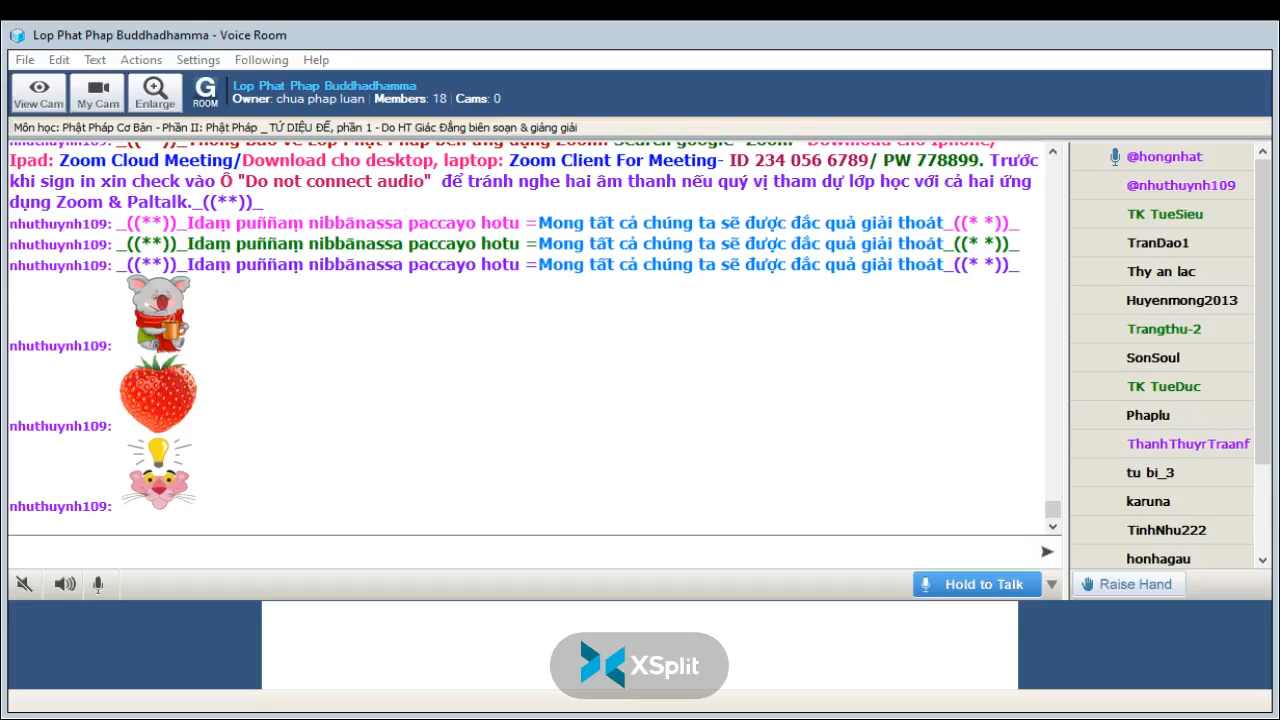 Lop Phat Phap Buddhadhamma - Voice Room
File Edit Text Actions Settings Following Help
View Cam My Cam Enlarge G ROOM
Lop Phat Phap Buddhadhamma
Owner: chua phap luan Members: 18 Cams: 0
Môn học: Phật Pháp Cơ Bản - Phần II: Phật Pháp _ TỨ DIỆU ĐẾ, phần 1 - Do HT Giác Đẳng biên soạn & giảng giải
Ipad: Zoom Cloud Meeting/Download cho desktop, laptop: Zoom Client For Meeting- ID 234 056 6789/ PW 778899. Trước
khi sign in xin check vào Ô "Do not connect audio" để tránh nghe hai âm thanh nếu quý vị tham dự lớp học với cả hai ứng
dụng Zoom & Paltalk._((**))_
nhuthuynh109: _((**))_Idaṃ puññaṃ nibbānassa paccayo hotu =Mong tất cả chúng ta sẽ được đắc quả giải thoát_((* *))_
nhuthuynh109: _((**))_Idaṃ puññaṃ nibbānassa paccayo hotu =Mong tất cả chúng ta sẽ được đắc quả giải thoát_((* *))_
nhuthuynh109: _((**))_Idaṃ puññaṃ nibbānassa paccayo hotu =Mong tất cả chúng ta sẽ được đắc quả giải thoát_((* *))_
nhuthuynh109:
nhuthuynh109:
nhuthuynh109:
@hongnhat
@nhuthuynh109
TK TueSieu
TranDao1
Thy an lac
Huyenmong2013
Trangthu-2
SonSoul
TK TueDuc
Phaplu
ThanhThuyrTraanf
tu bi_3
karuna
TinhNhu222
honhagau
Hold to Talk
Raise Hand
XSplit